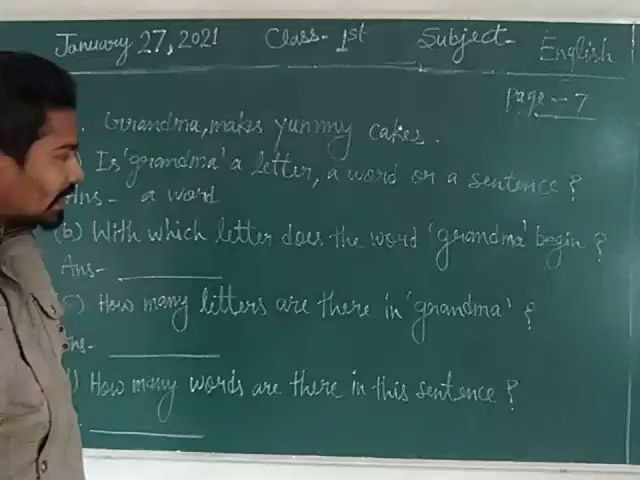 January 27, 2021 Class- 1st Subject- English
Page - 7
. Grandma, makes yummy cakes.
Is 'grandma' a letter, a word or a sentence?
Ans- a word
(b) With which letter does the word 'grandma' begin?
Ans-
c) How many letters are there in 'grandma'?
Ans-
) How many words are there in this sentence?